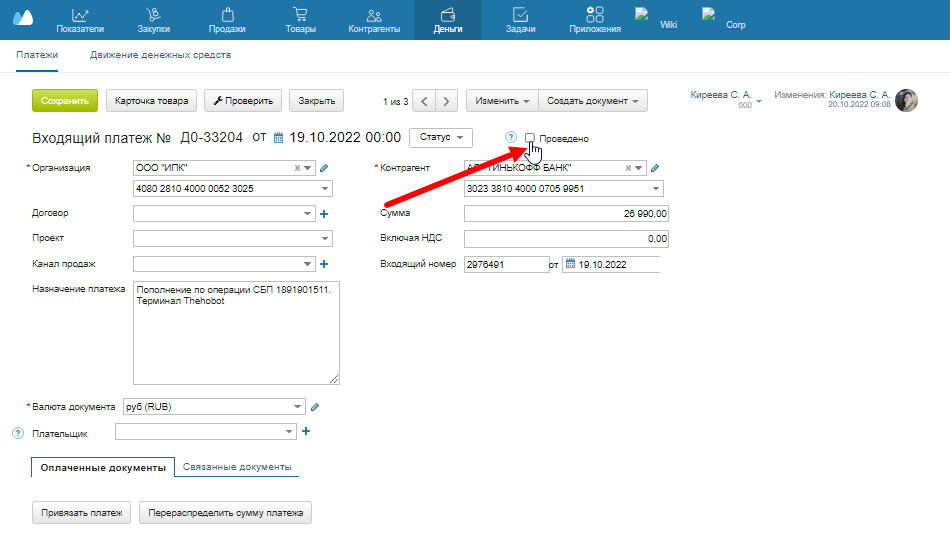 Показатели Закупки Продажи Товары Контрагенты Деньги Задачи Приложения Wiki Corp
Платежи Движение денежных средств
Сохранить Карточка товара Проверить Закрыть 1 из 3 Изменить Создать документ Киреева С. А. Изменения: Киреева С. А.
000 20.10.2022 09:08
Входящий платеж № Д0-33204 от 19.10.2022 00:00 Статус ? Проведено
* Организация ООО "ИПК" * Контрагент БАНК"
4080 2810 4000 0052 3025 3023 3810 4000 0705 9951
Договор Сумма 26 990,00
Проект Включая НДС 0,00
Канал продаж Входящий номер 2976491 от 19.10.2022
Назначение платежа Пополнение по операции СБП 1891901511.
Терминал Thehobot
* Валюта документа руб (RUB)
? Плательщик
Оплаченные документы Связанные документы
Привязать платеж Перераспределить сумму платежа